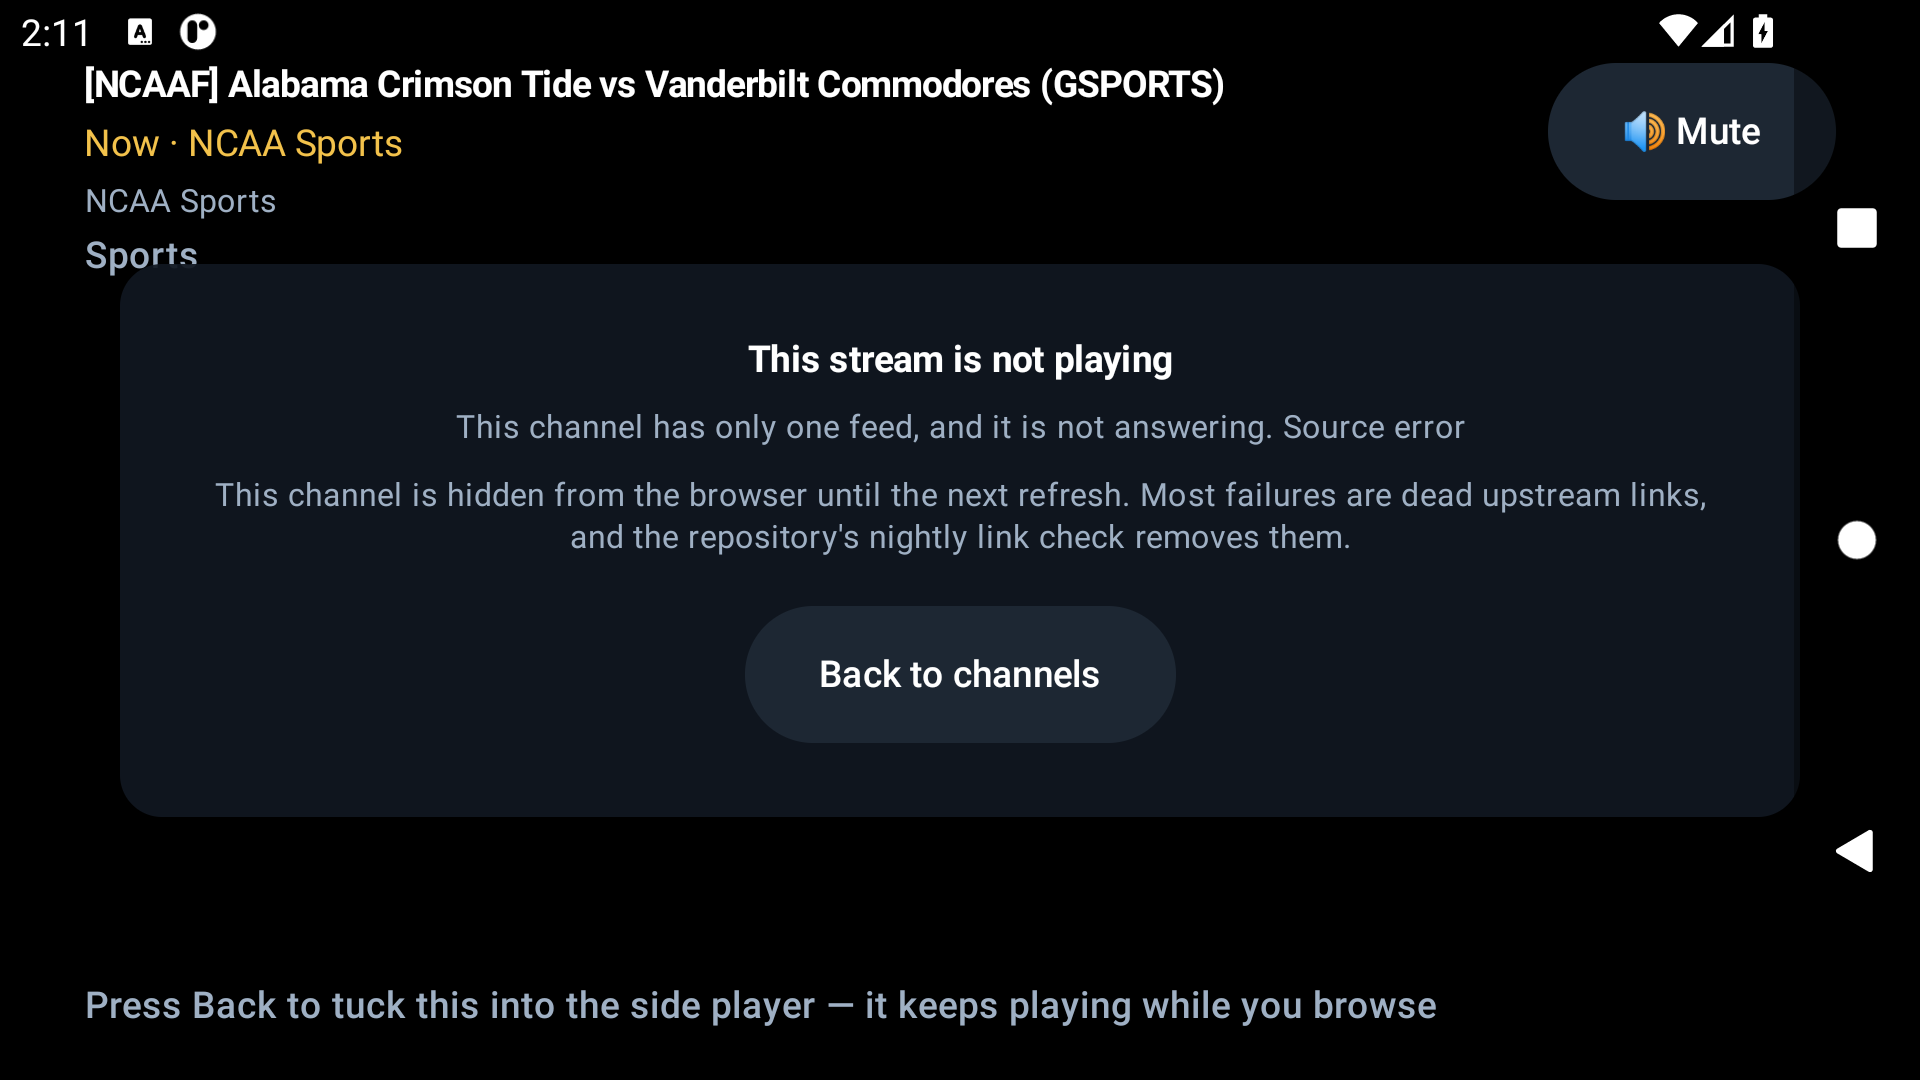 2:11
[NCAAF] Alabama Crimson Tide vs Vanderbilt Commodores (GSPORTS)
Now · NCAA Sports
NCAA Sports
Sports
Mute
This stream is not playing
This channel has only one feed, and it is not answering. Source error
This channel is hidden from the browser until the next refresh. Most failures are dead upstream links,
and the repository's nightly link check removes them.
Back to channels
Press Back to tuck this into the side player — it keeps playing while you browse